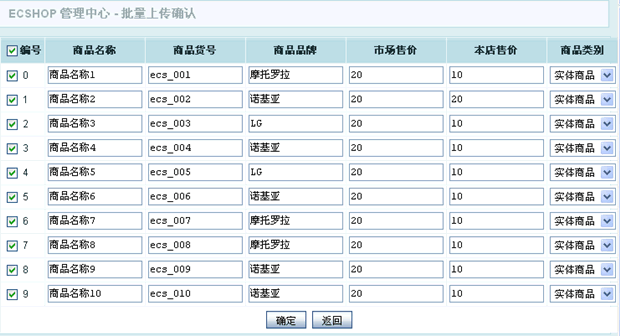 ECSHOP 管理中心 - 批量上传确认
编号 商品名称 商品货号 商品品牌 市场售价 本店售价 商品类别
0 商品名称1 ecs_001 摩托罗拉 20 10 实体商品
1 商品名称2 ecs_002 诺基亚 20 20 实体商品
2 商品名称3 ecs_003 LG 20 10 实体商品
3 商品名称4 ecs_004 诺基亚 20 10 实体商品
4 商品名称5 ecs_005 LG 20 10 实体商品
5 商品名称6 ecs_006 诺基亚 20 10 实体商品
6 商品名称7 ecs_007 摩托罗拉 20 10 实体商品
7 商品名称8 ecs_008 摩托罗拉 20 10 实体商品
8 商品名称9 ecs_009 诺基亚 20 10 实体商品
9 商品名称10 ecs_010 诺基亚 20 10 实体商品
确定 返回